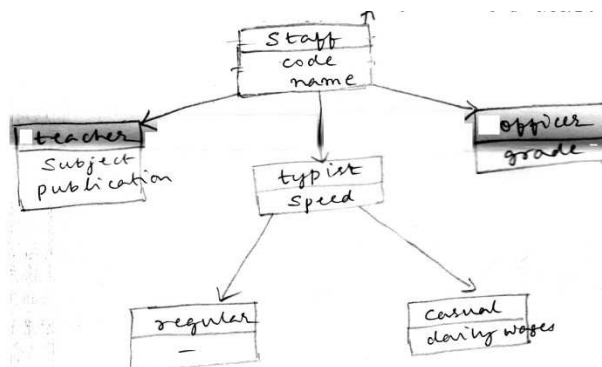 Staff
code
name
teacher
Subject
publication
officer
grade
typist
Speed
regular
–
casual
daily wages